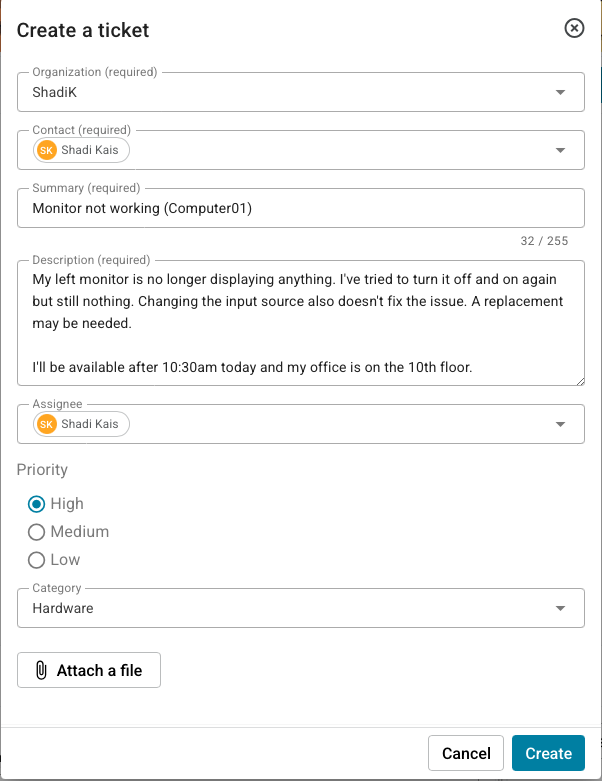 Create a ticket
Organization (required)
ShadiK
Contact (required)
SK Shadi Kais
Summary (required)
Monitor not working (Computer01)
32 / 255
Description (required)
My left monitor is no longer displaying anything. I've tried to turn it off and on again
but still nothing. Changing the input source also doesn't fix the issue. A replacement
may be needed.
I'll be available after 10:30am today and my office is on the 10th floor.
Assignee
SK Shadi Kais
Priority
High
Medium
Low
Category
Hardware
Attach a file
Cancel Create